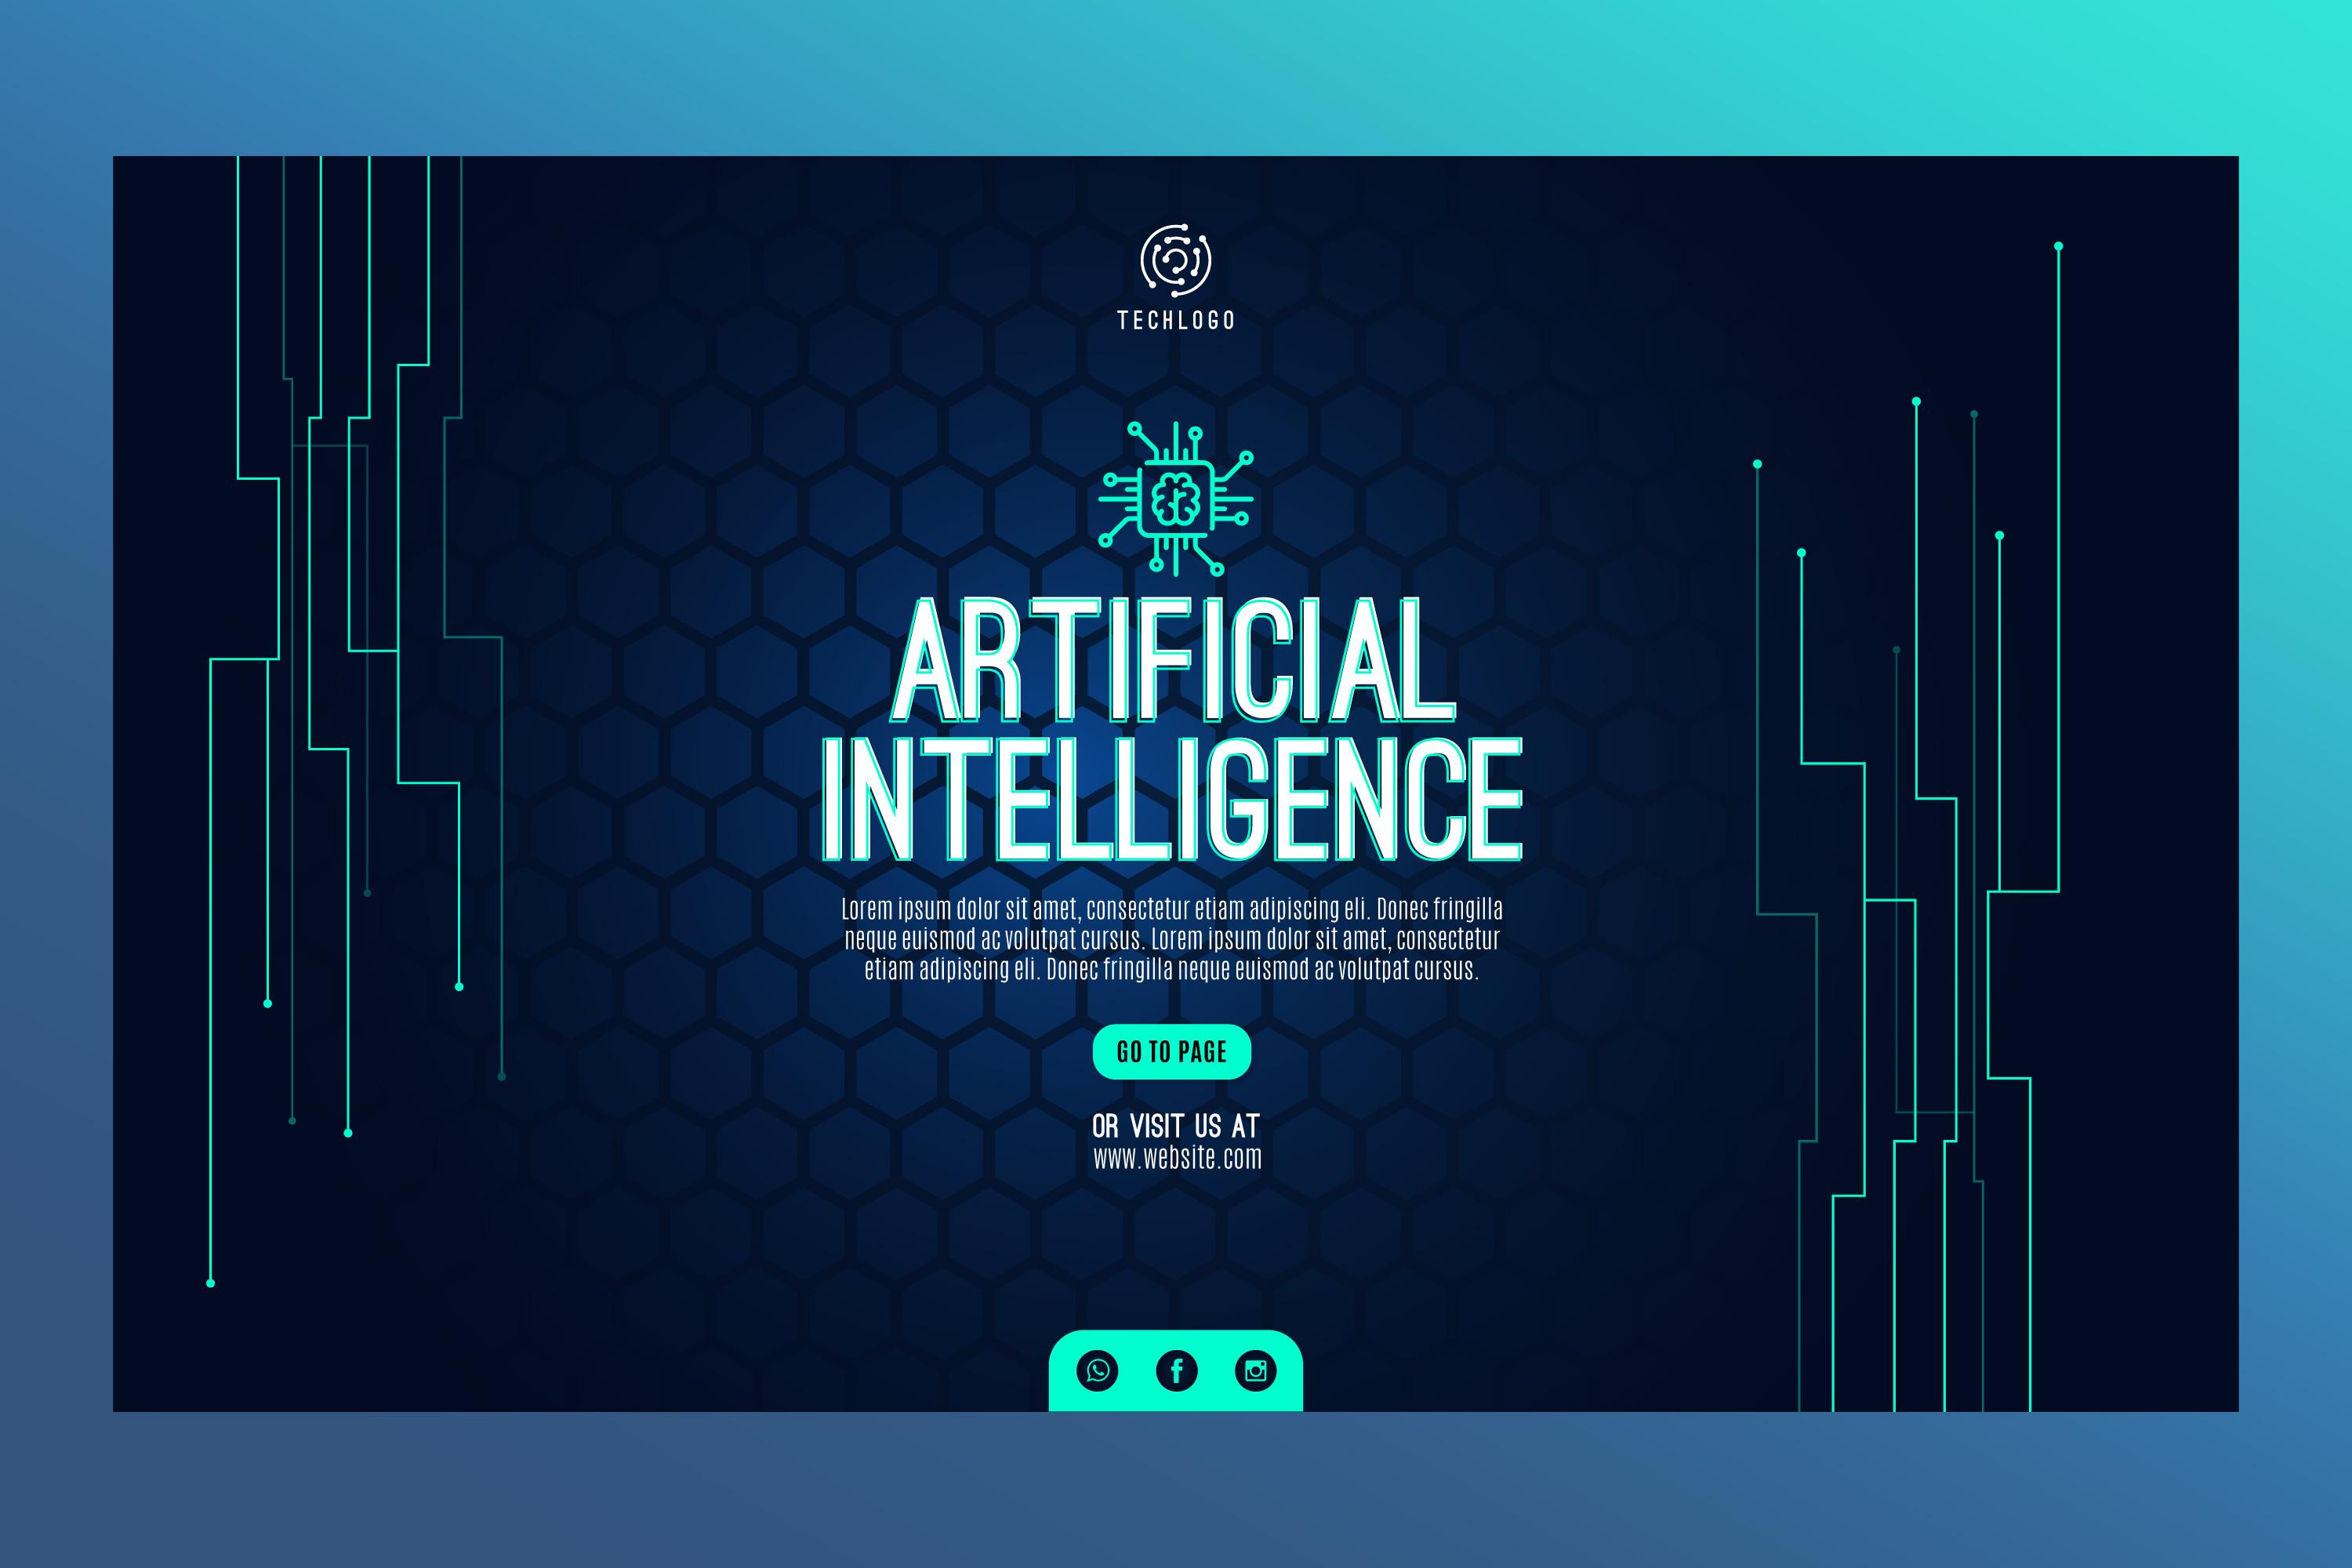 TECHLOGO
ARTIFICIAL
INTELLIGENCE
Lorem ipsum dolor sit amet, consectetur etiam adipiscing eli. Donec fringilla
neque euismod ac volutpat cursus. Lorem ipsum dolor sit amet, consectetur
etiam adipiscing eli. Donec fringilla neque euismod ac volutpat cursus.
GO TO PAGE
OR VISIT US AT
www.website.com